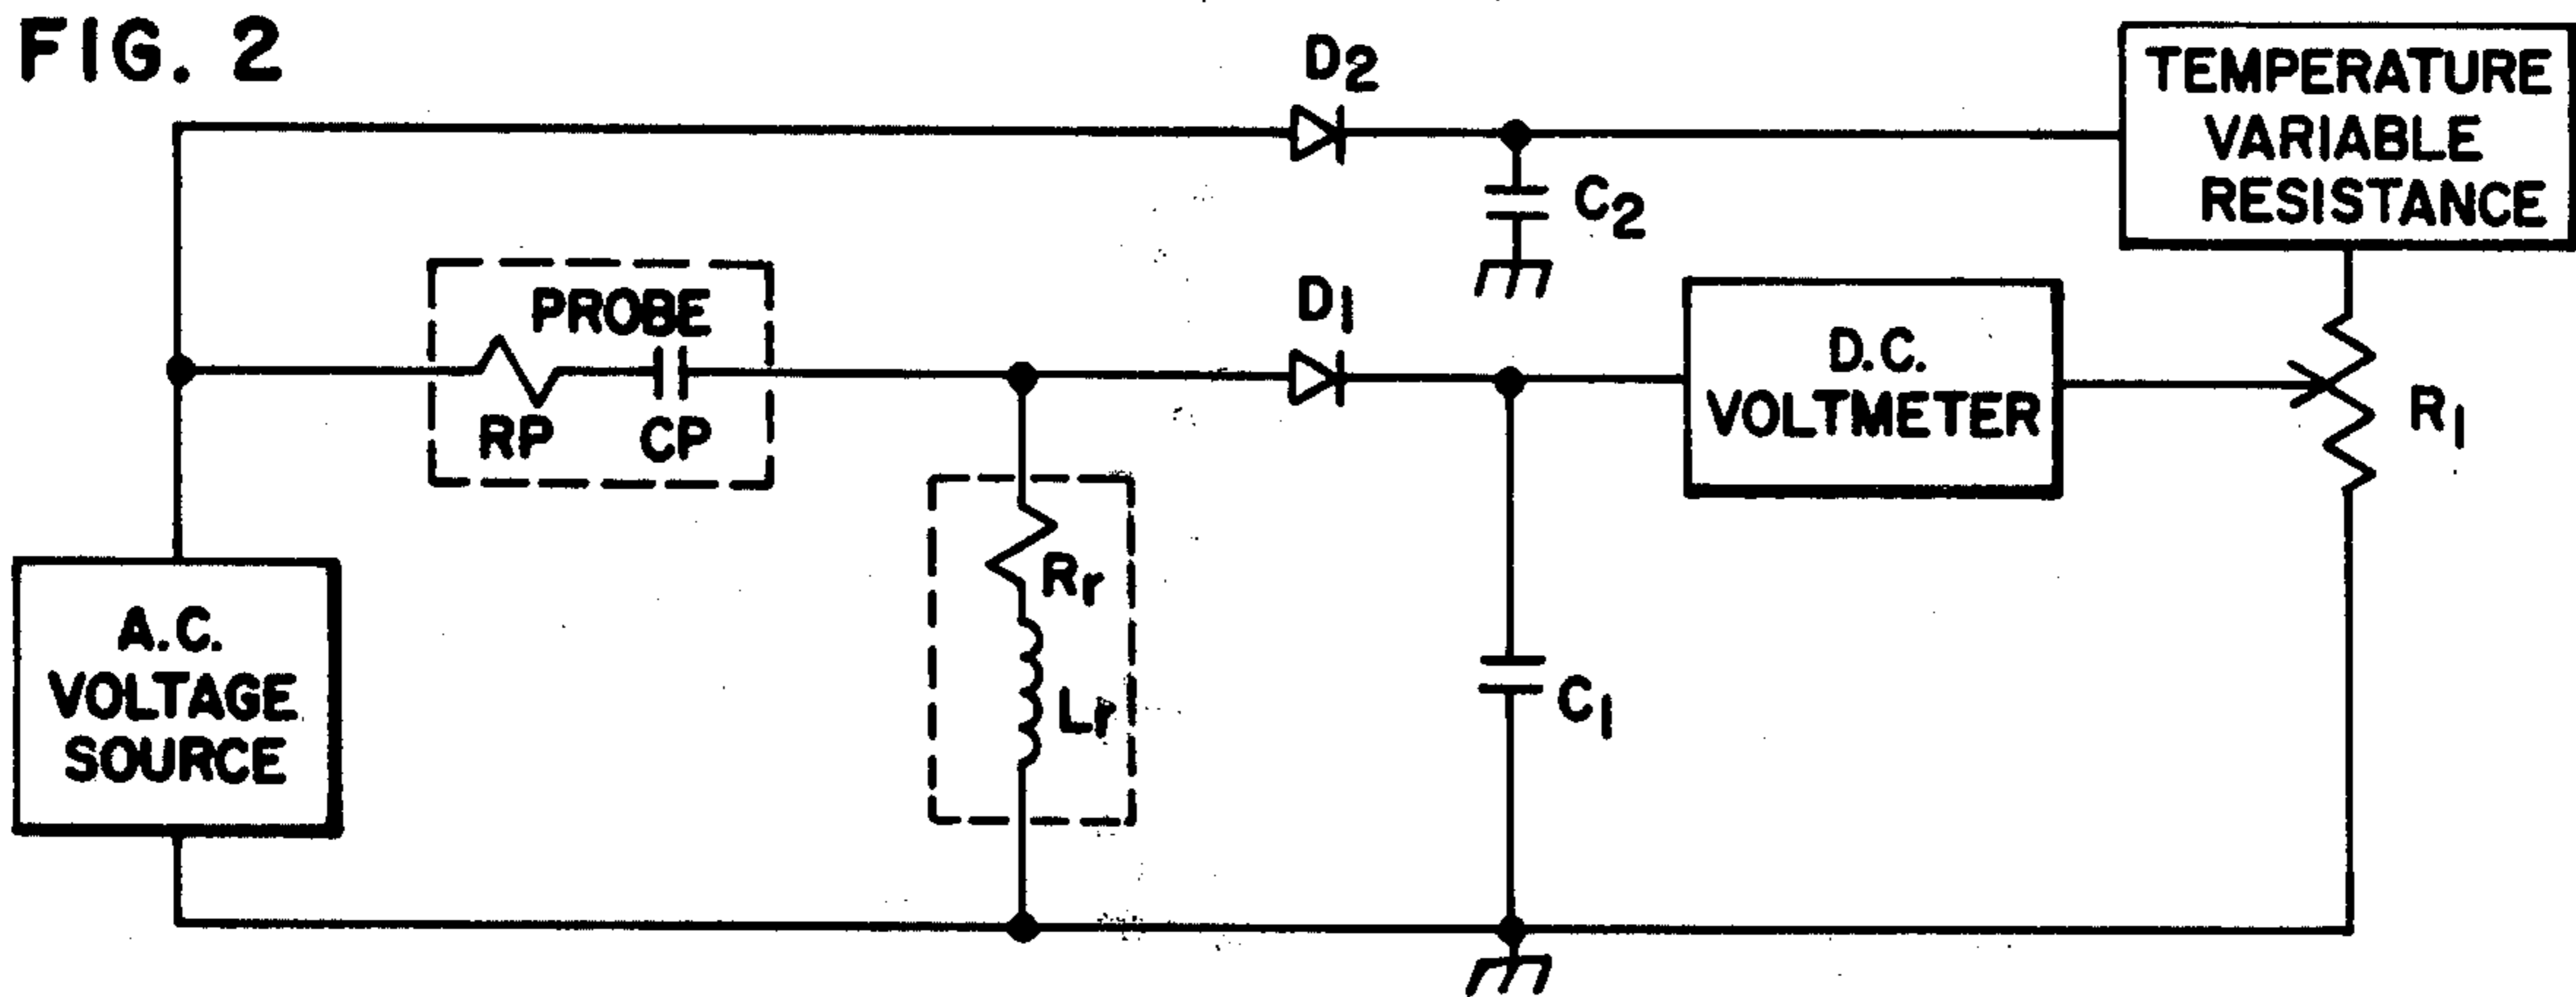 FIG. 2
D2
TEMPERATURE
VARIABLE
RESISTANCE
C2
PROBE
RP CP
D1
D.C.
VOLTMETER
R1
Rr
Lr
A.C.
VOLTAGE
SOURCE
C1